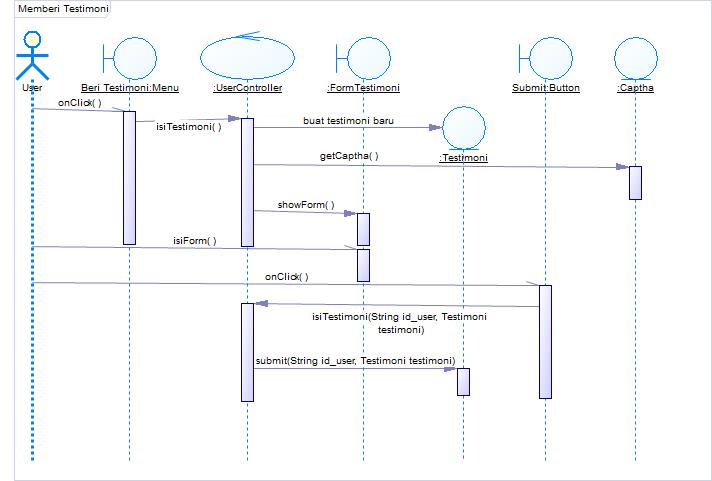 Memberi Testimoni
User
Beri Testimoni:Menu
:UserController
:FormTestimoni
Submit:Button
:Captha
onClick( )
isiTestimoni( )
buat testimoni baru
:Testimoni
getCaptha( )
showForm( )
isiForm( )
onClick( )
isiTestimoni(String id_user, Testimoni
testimoni)
submit(String id_user, Testimoni testimoni)